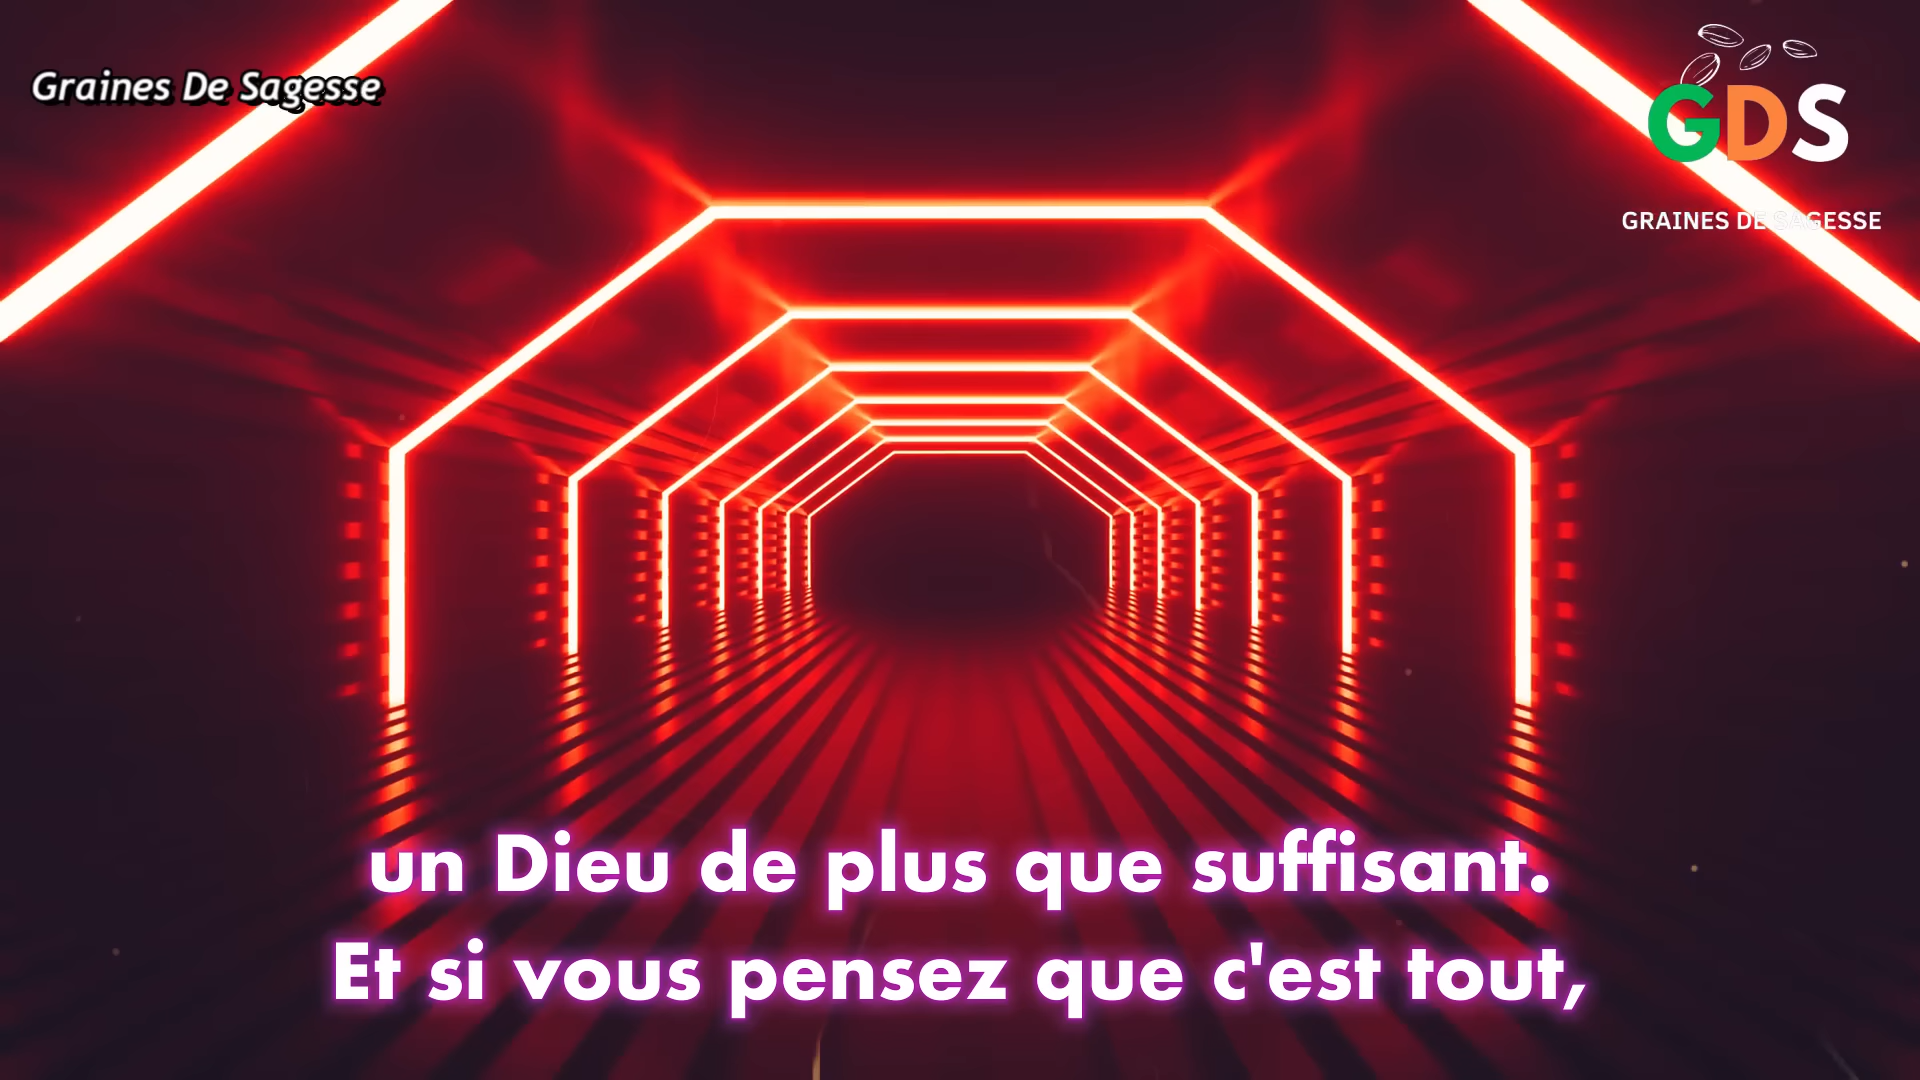 Graines De Sagesse
GDS
GRAINES DE SAGESSE
un Dieu de plus que suffisant.
Et si vous pensez que c'est tout,